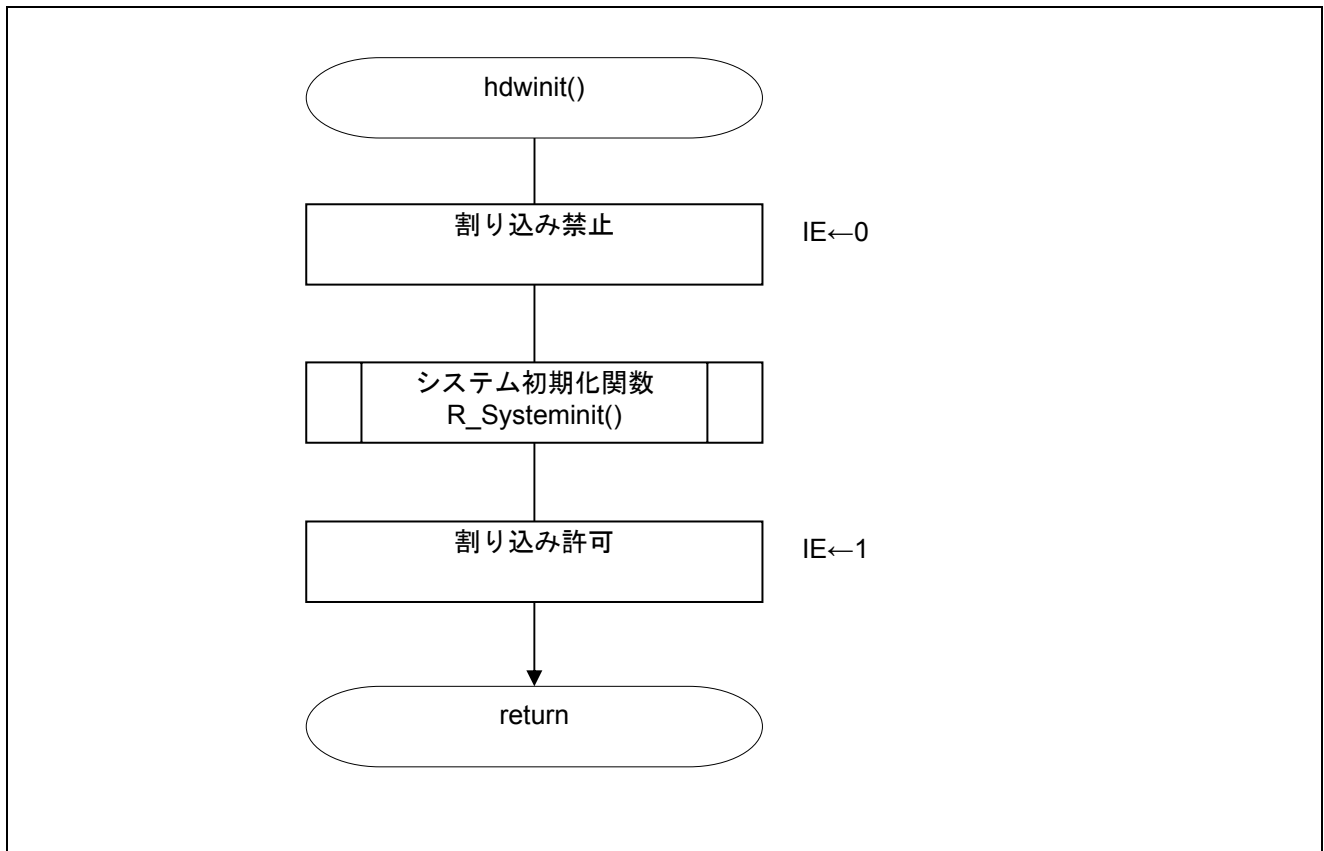 hdwinit()
割り込み禁止
IE←0
システム初期化関数
R_Systeminit()
割り込み許可
IE←1
return